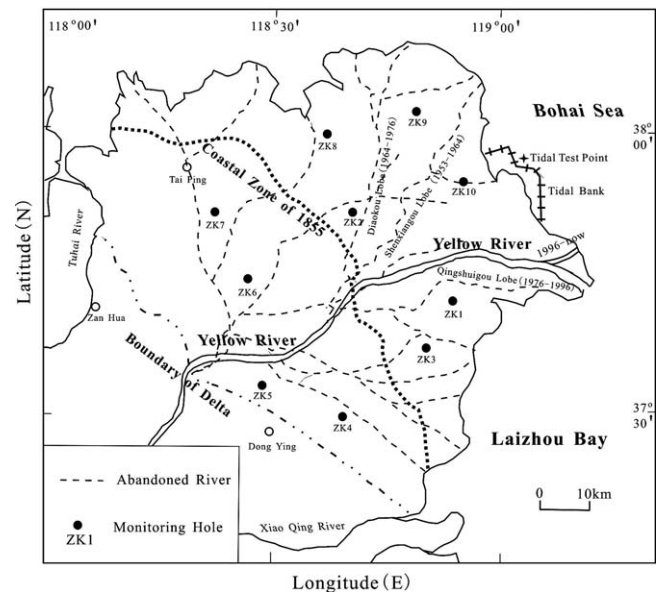 118°00'
118°30'
119°00'
Bohai Sea
38°
00'
ZK9
ZK8
Tidal Test Point
Tai Ping
Coastal Zone of 1855
Diaokou Lobe(1964-1976)
Shenxiangou Lobe (1953-1964)
ZK10
Tidal Bank
ZK7
ZK2
Tuhai River
Latitude(N)
Yellow River
1996-Low
Qingshuigou Lobe(1976-1996)
ZK6
ZK1
Zan Hua
Yellow River
Boundary of Delta
ZK3
ZK5
37°
30'
ZK4
Dong Ying
Laizhou Bay
Abandoned River
0 10km
Monitoring Hole
ZK1
Xiao Qing River
Longitude(E)